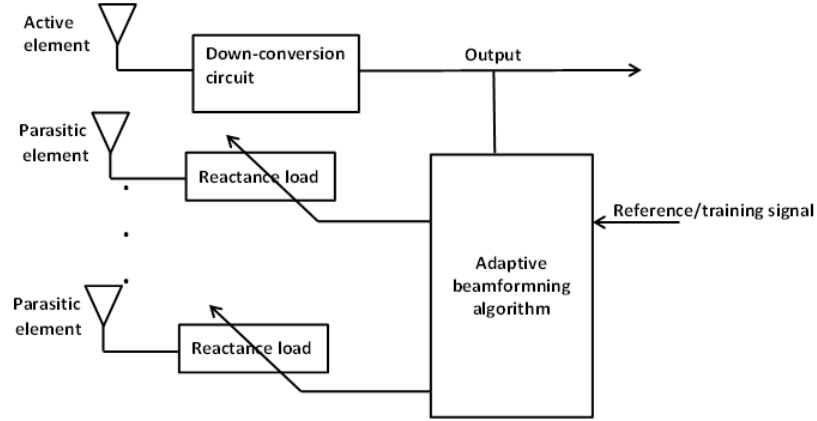 Active
element
Down-conversion
circuit
Output
Parasitic
element
Reactance load
Reference/training signal
Adaptive
beamformning
algorithm
Parasitic
element
Reactance load